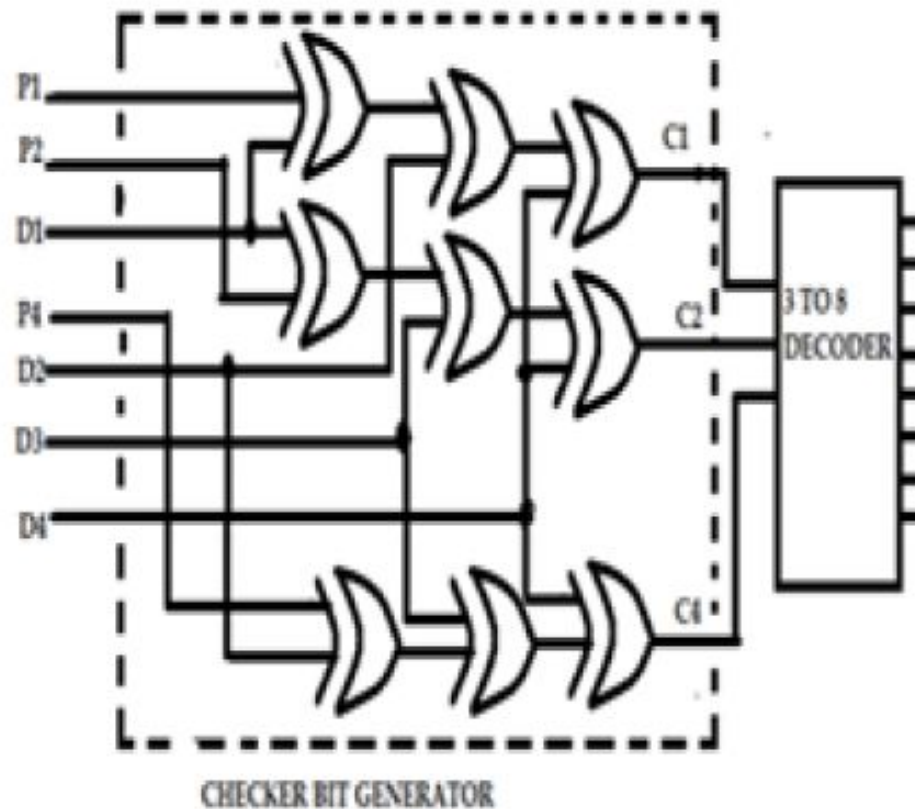 P1
P2
D1
P4
D2
D3
D4
C1
C2
C4
3 TO 8
DECODER
CHECKER BIT GENERATOR